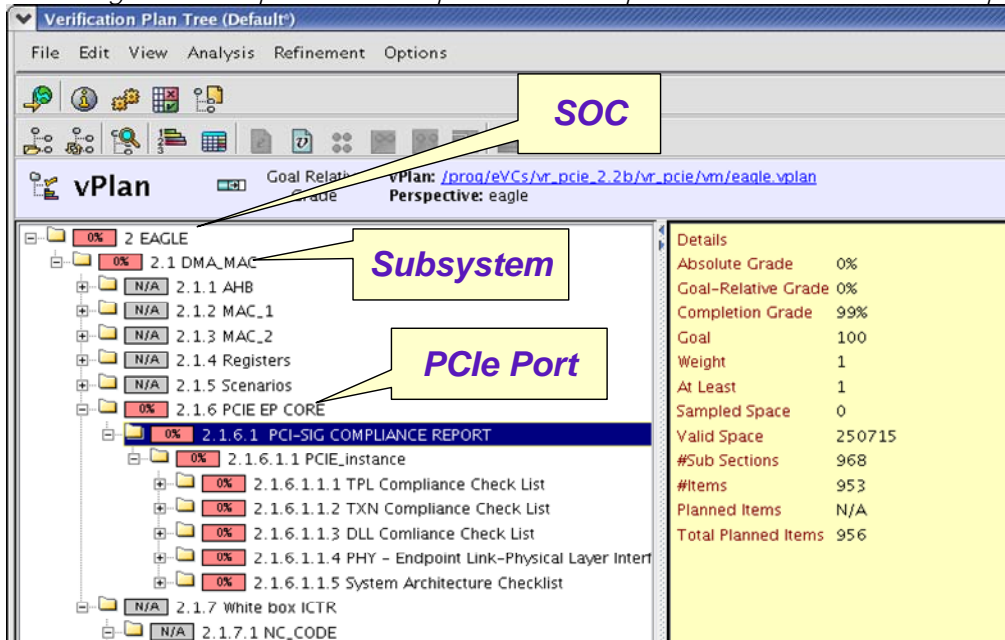 Verification Plan Tree (Default*)
File Edit View Analysis Refinement Options
SOC
vPlan
Goal Relative Grade
vPlan: /prog/eVCs/vr_pcie_2.2b/vr_pcie/vm/eagle.vplan
Perspective: eagle
0% 2 EAGLE
0% 2.1 DMA_MAC
Subsystem
N/A 2.1.1 AHB
N/A 2.1.2 MAC_1
N/A 2.1.3 MAC_2
N/A 2.1.4 Registers
N/A 2.1.5 Scenarios
PCIe Port
0% 2.1.6 PCIE EP CORE
0% 2.1.6.1 PCI-SIG COMPLIANCE REPORT
0% 2.1.6.1.1 PCIE_instance
0% 2.1.6.1.1.1 TPL Compliance Check List
0% 2.1.6.1.1.2 TXN Compliance Check List
0% 2.1.6.1.1.3 DLL Comliance Check List
0% 2.1.6.1.1.4 PHY - Endpoint Link-Physical Layer Interf
0% 2.1.6.1.1.5 System Architecture Checklist
N/A 2.1.7 White box ICTR
N/A 2.1.7.1 NC_CODE
Details
Absolute Grade 0%
Goal-Relative Grade 0%
Completion Grade 99%
Goal 100
Weight 1
At Least 1
Sampled Space 0
Valid Space 250715
#Sub Sections 968
#Items 953
Planned Items N/A
Total Planned Items 956